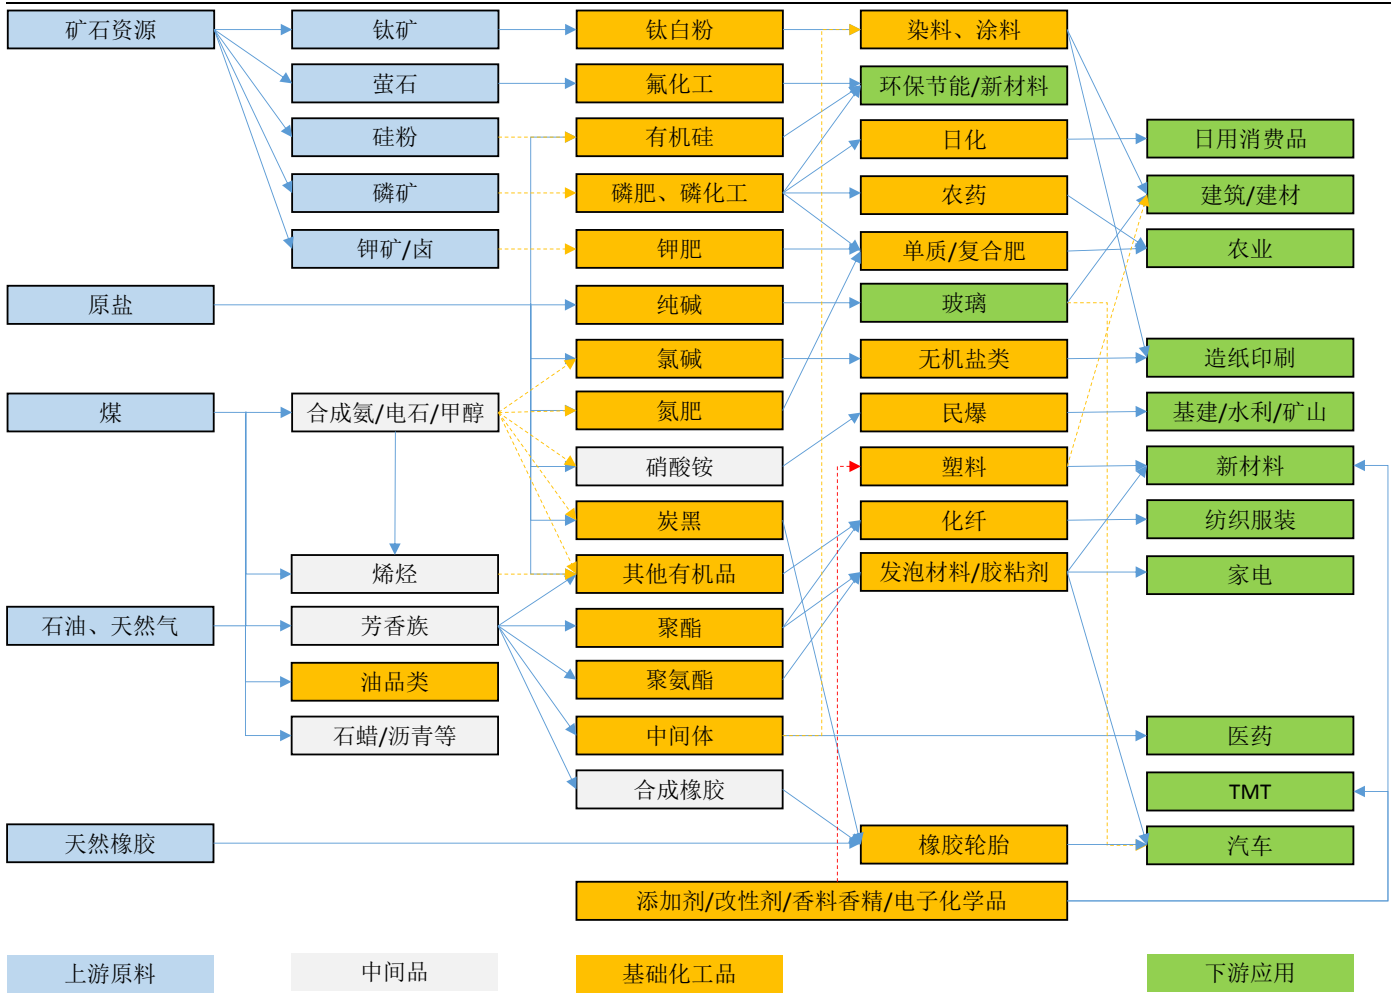 矿石资源
钛矿
钛白粉
染料、涂料
萤石
氟化工
环保节能/新材料
硅粉
有机硅
日化
日用消费品
磷矿
磷肥、磷化工
农药
建筑/建材
钾矿/卤
钾肥
单质/复合肥
农业
原盐
纯碱
玻璃
氯碱
无机盐类
造纸印刷
煤
合成氨/电石/甲醇
氮肥
民爆
基建/水利/矿山
硝酸铵
塑料
新材料
炭黑
化纤
纺织服装
烯烃
其他有机品
发泡材料/胶粘剂
家电
石油、天然气
芳香族
聚酯
油品类
聚氨酯
石蜡/沥青等
中间体
医药
合成橡胶
TMT
天然橡胶
橡胶轮胎
汽车
添加剂/改性剂/香料香精/电子化学品
上游原料
中间品
基础化工品
下游应用